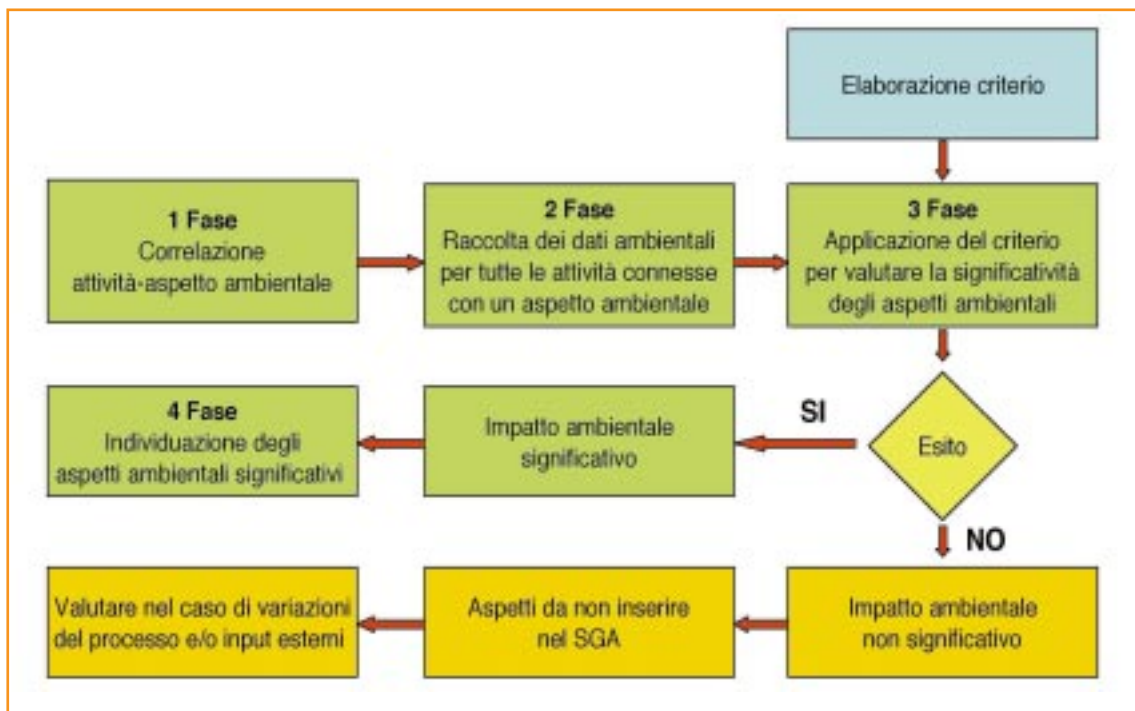 Elaborazione criterio
1 Fase
Correlazione
attività-aspetto ambientale
2 Fase
Raccolta dei dati ambientali
per tutte le attività connesse
con un aspetto ambientale
3 Fase
Applicazione del criterio
per valutare la significatività
degli aspetti ambientali
Esito
SI
Impatto ambientale
significativo
4 Fase
Individuazione degli
aspetti ambientali significativi
NO
Impatto ambientale
non significativo
Aspetti da non inserire
nel SGA
Valutare nel caso di variazioni
del processo e/o input esterni